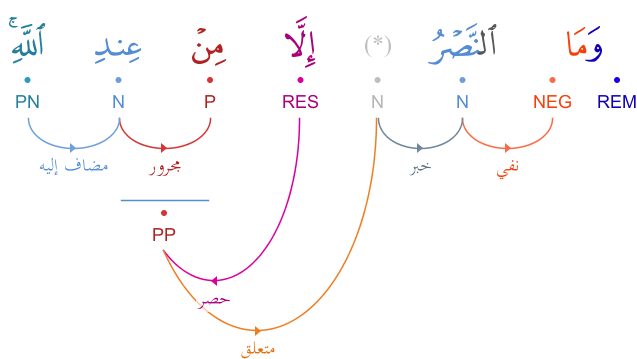 وَمَا ٱلنَّصْرُ (*) إِلَّا مِنْ عِندِ ٱللَّهِ ۚ
REM NEG N N RES P N PN
نفي خبر مجرور مضاف إليه
PP
حصر
متعلق